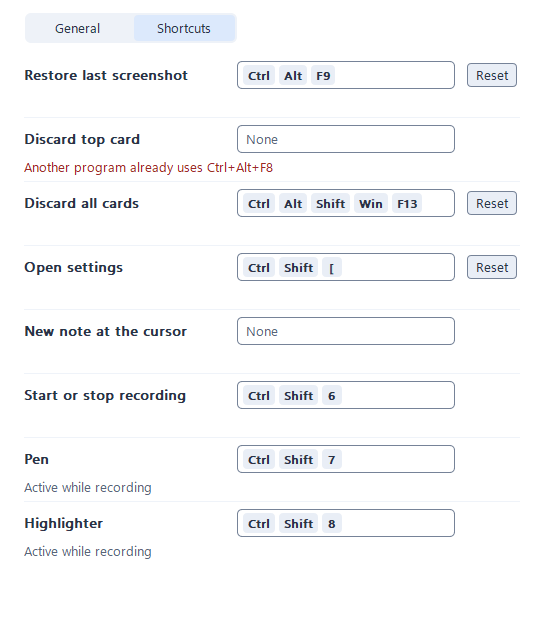 General Shortcuts
Restore last screenshot Ctrl Alt F9 Reset
Discard top card None
Another program already uses Ctrl+Alt+F8
Discard all cards Ctrl Alt Shift Win F13 Reset
Open settings Ctrl Shift [ Reset
New note at the cursor None
Start or stop recording Ctrl Shift 6
Pen Ctrl Shift 7
Active while recording
Highlighter Ctrl Shift 8
Active while recording